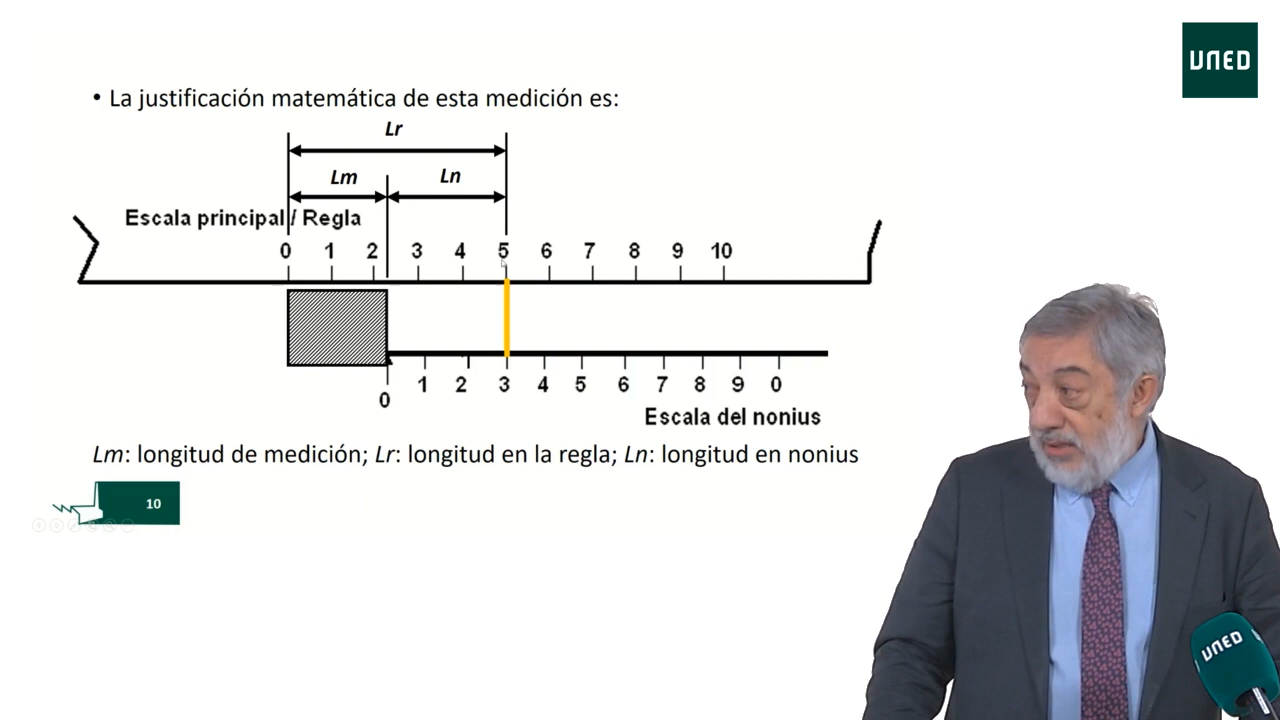 UNED
• La justificación matemática de esta medición es:
Lr
Lm Ln
Escala principal / Regla
0 1 2 3 4 5 6 7 8 9 10
1 2 3 4 5 6 7 8 9 0
0
Escala del nonius
Lm: longitud de medición; Lr: longitud en la regla; Ln: longitud en nonius
10
UNED